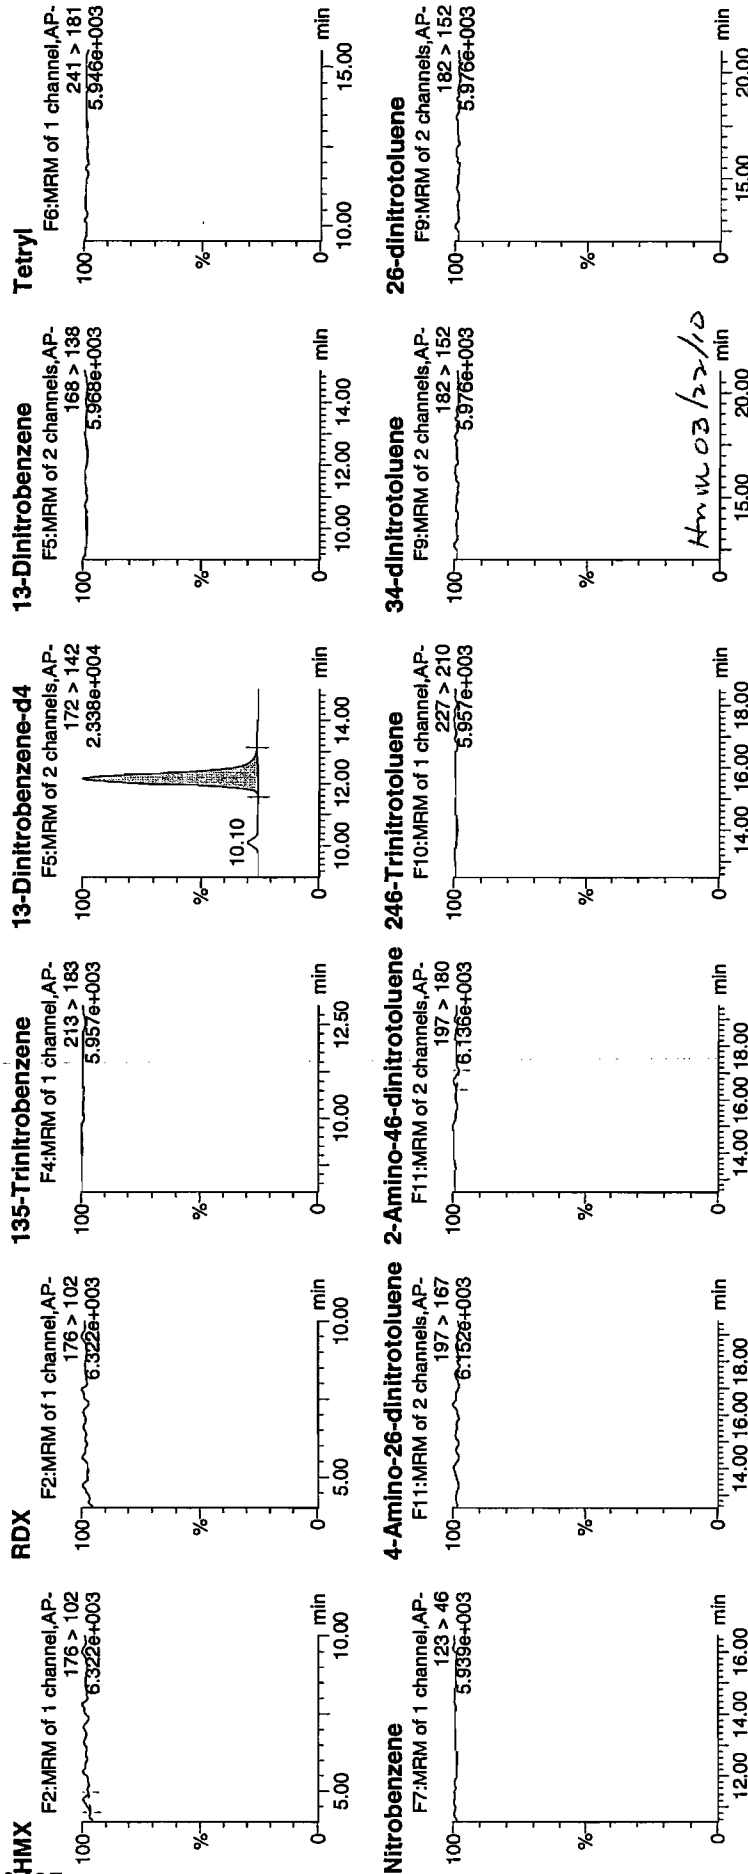 HMX
F2:MRM of 1 channel,AP-
176 > 102
6.322e+003
100
%
0
5.00
10.00
min
RDX
F2:MRM of 1 channel,AP-
176 > 102
6.322e+003
100
%
0
5.00
10.00
min
135-Trinitrobenzene
F4:MRM of 1 channel,AP-
213 > 183
5.957e+003
100
%
0
10.00
12.50
min
13-Dinitrobenzene-d4
F5:MRM of 2 channels,AP-
172 > 142
2.338e+004
100
%
10.10
0
10.00
12.00
14.00
min
13-Dinitrobenzene
F5:MRM of 2 channels,AP-
168 > 138
5.968e+003
100
%
0
10.00
12.00
14.00
min
Tetryl
F6:MRM of 1 channel,AP-
241 > 181
5.946e+003
100
%
0
10.00
15.00
min
Nitrobenzene
F7:MRM of 1 channel,AP-
123 > 46
5.939e+003
100
%
0
12.00
14.00
16.00
min
4-Amino-26-dinitrotoluene
F11:MRM of 2 channels,AP-
197 > 167
6.152e+003
100
%
0
14.00
16.00
18.00
min
2-Amino-46-dinitrotoluene
F11:MRM of 2 channels,AP-
197 > 180
6.136e+003
100
%
0
14.00
16.00
18.00
min
246-Trinitrotoluene
F10:MRM of 1 channel,AP-
227 > 210
5.957e+003
100
%
0
14.00
16.00
18.00
min
34-dinitrotoluene
F9:MRM of 2 channels,AP-
182 > 152
5.976e+003
100
%
0
15.00
20.00
min
03/22/10
26-dinitrotoluene
F9:MRM of 2 channels,AP-
182 > 152
5.976e+003
100
%
0
15.00
20.00
min